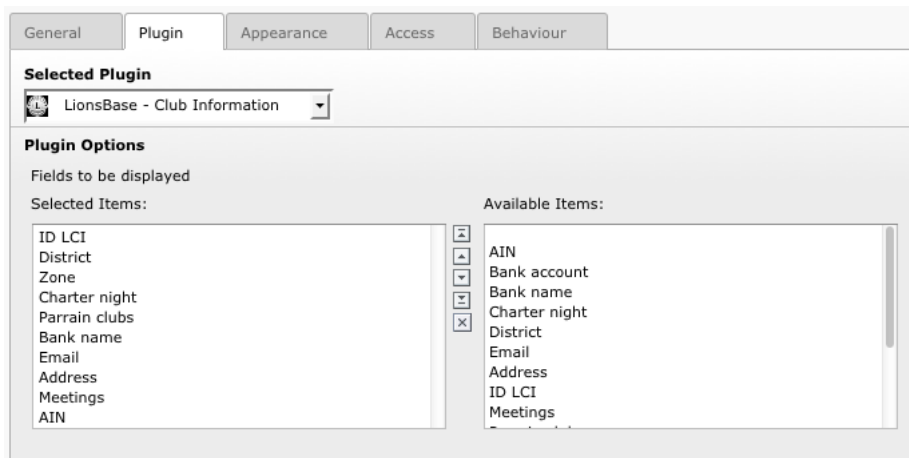 General Plugin Appearance Access Behaviour
Selected Plugin
LionsBase - Club Information
Plugin Options
Fields to be displayed
Selected Items:
ID LCI
District
Zone
Charter night
Parrain clubs
Bank name
Email
Address
Meetings
AIN
Available Items:
AIN
Bank account
Bank name
Charter night
District
Email
Address
ID LCI
Meetings